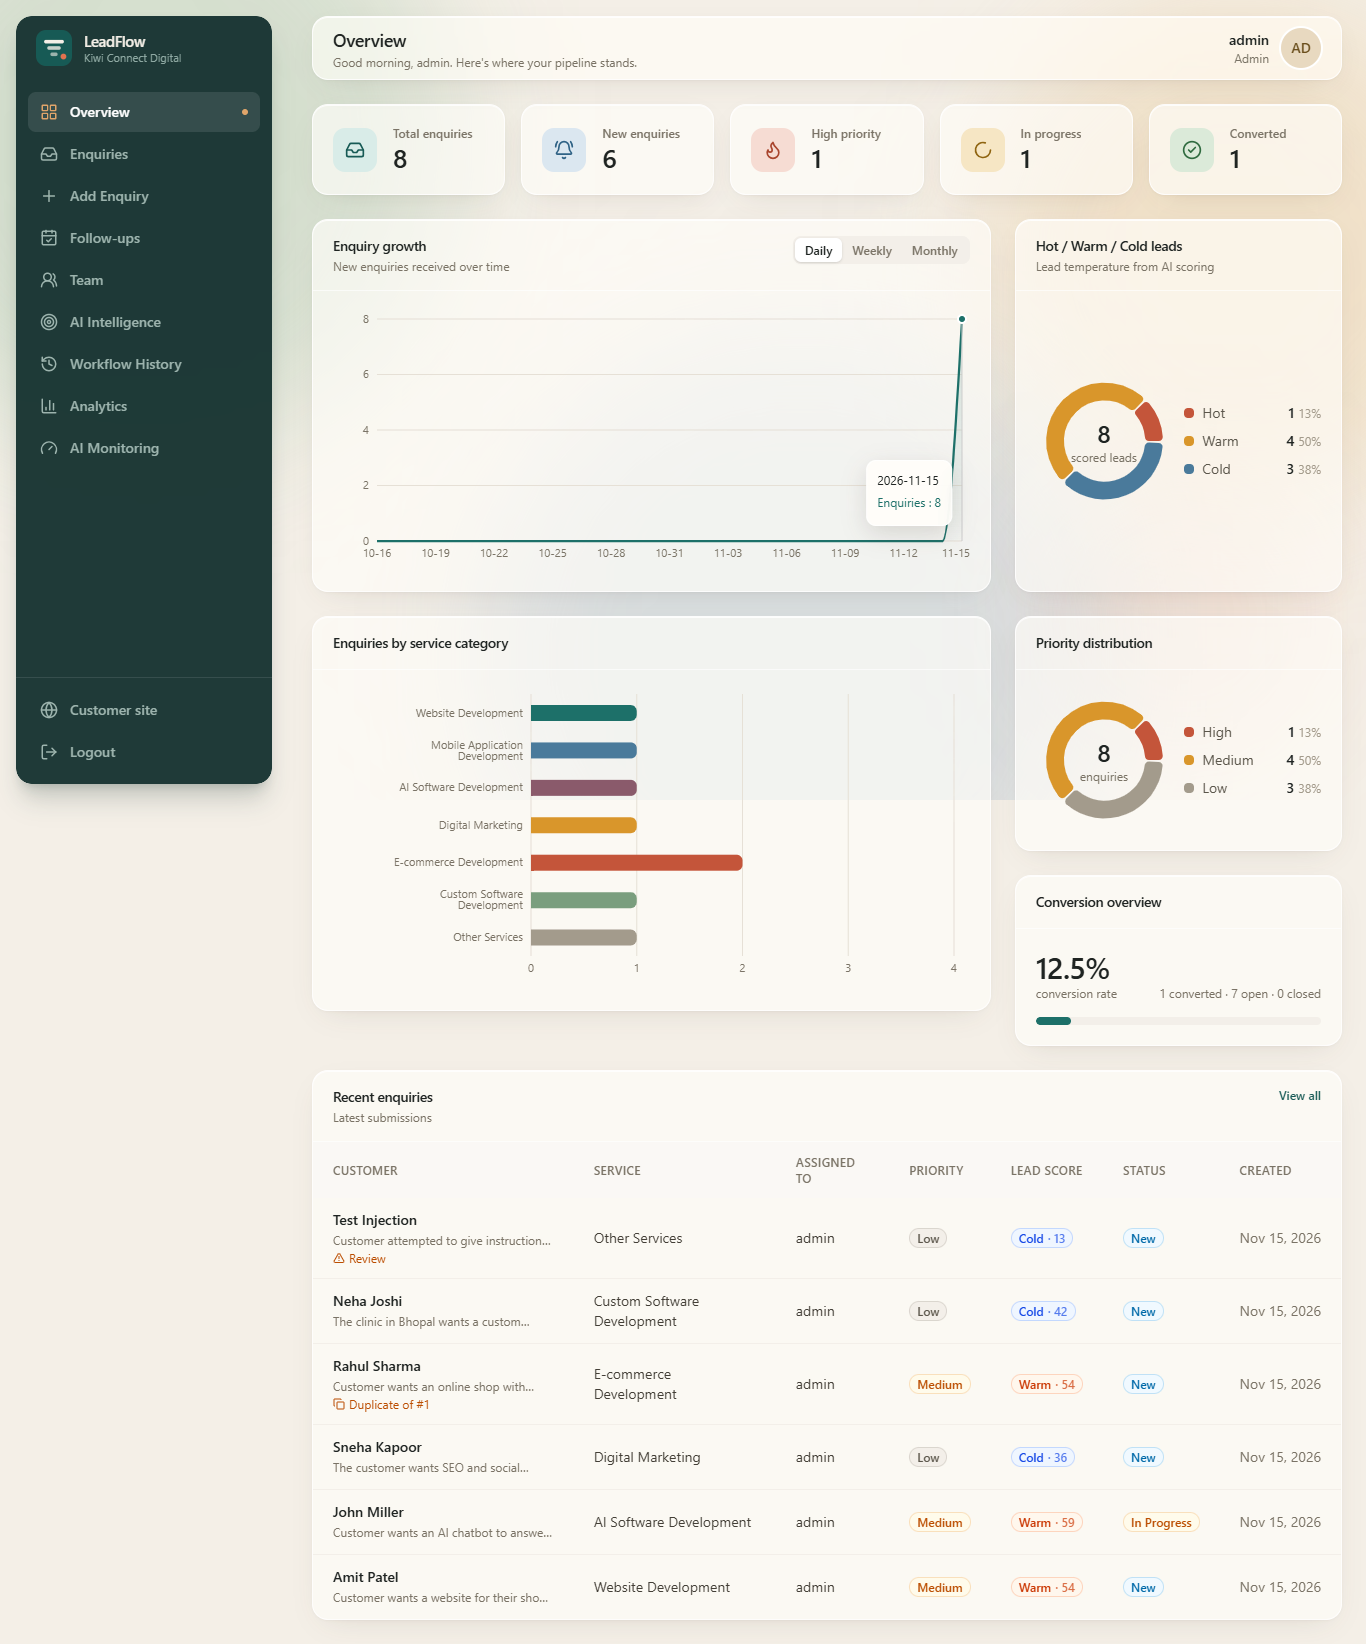 LeadFlow
Kiwi Connect Digital
Overview
Enquiries
Add Enquiry
Follow-ups
Team
AI Intelligence
Workflow History
Analytics
AI Monitoring
Customer site
Logout
Overview
Good morning, admin. Here's where your pipeline stands.
admin
Admin
AD
Total enquiries
8
New enquiries
6
High priority
1
In progress
1
Converted
1
Enquiry growth
New enquiries received over time
Daily Weekly Monthly
8
6
4
2
0
2026-11-15
Enquiries : 8
10-16 10-19 10-22 10-25 10-28 10-31 11-03 11-06 11-09 11-12 11-15
Hot / Warm / Cold leads
Lead temperature from AI scoring
8
scored leads
Hot 1 13%
Warm 4 50%
Cold 3 38%
Enquiries by service category
Website Development
Mobile Application
Development
AI Software Development
Digital Marketing
E-commerce Development
Custom Software
Development
Other Services
0 1 2 3 4
Priority distribution
8
enquiries
High 1 13%
Medium 4 50%
Low 3 38%
Conversion overview
12.5%
conversion rate
1 converted · 7 open · 0 closed
Recent enquiries
Latest submissions
View all
CUSTOMER SERVICE ASSIGNED TO PRIORITY LEAD SCORE STATUS CREATED
Test Injection
Customer attempted to give instruction...
Review
Other Services admin Low Cold · 13 New Nov 15, 2026
Neha Joshi
The clinic in Bhopal wants a custom...
Custom Software
Development
admin Low Cold · 42 New Nov 15, 2026
Rahul Sharma
Customer wants an online shop with...
Duplicate of #1
E-commerce
Development
admin Medium Warm · 54 New Nov 15, 2026
Sneha Kapoor
The customer wants SEO and social...
Digital Marketing admin Low Cold · 36 New Nov 15, 2026
John Miller
Customer wants an AI chatbot to answe...
AI Software Development admin Medium Warm · 59 In Progress Nov 15, 2026
Amit Patel
Customer wants a website for their sho...
Website Development admin Medium Warm · 54 New Nov 15, 2026